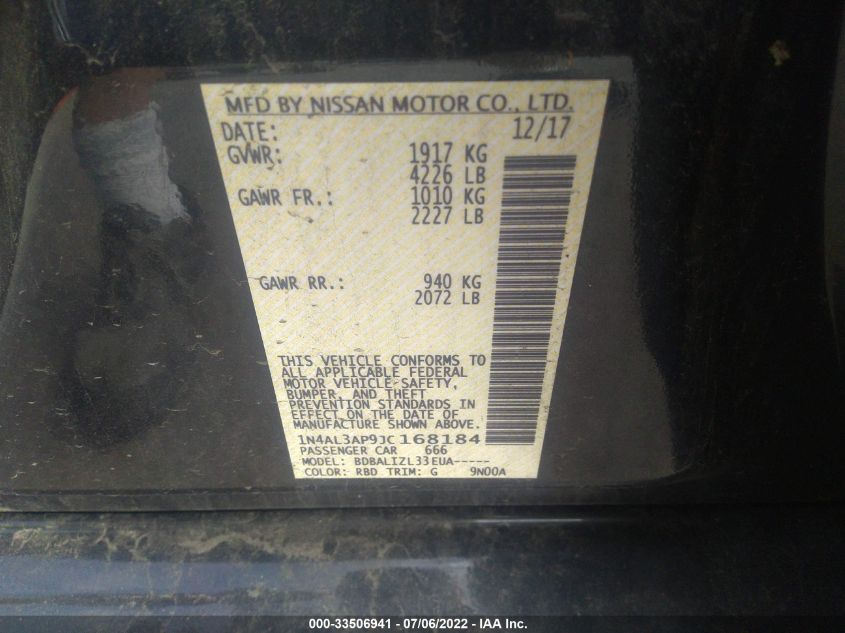 MFD BY NISSAN MOTOR CO., LTD.
DATE: 12/17
GVWR: 1917 KG
4226 LB
GAWR FR.: 1010 KG
2227 LB
GAWR RR.: 940 KG
2072 LB
THIS VEHICLE CONFORMS TO
ALL APPLICABLE FEDERAL
MOTOR VEHICLE SAFETY,
BUMPER, AND THEFT
PREVENTION STANDARDS IN
EFFECT ON THE DATE OF
MANUFACTURE SHOWN ABOVE.
1N4AL3AP9JC168184
PASSENGER CAR 666
MODEL: BDBALIZL33EUA-----
COLOR: RBD TRIM: G 9N00A
000-33506941 - 07/06/2022 - IAA Inc.